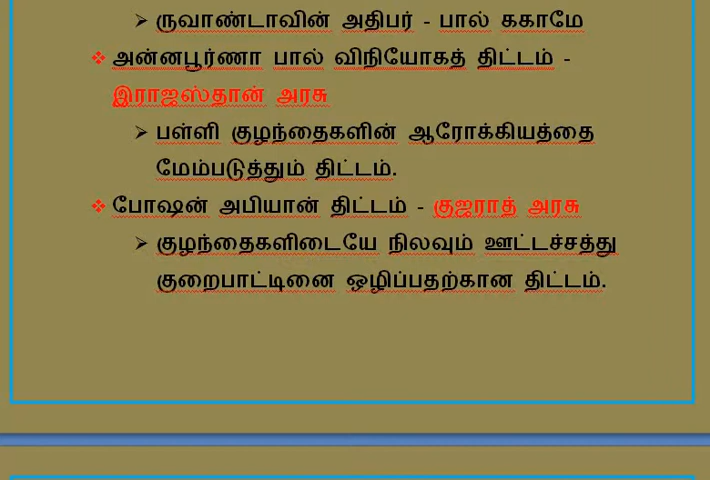 ருவாண்டாவின் அதிபர் - பால் ககாமே
அன்னபூர்ணா பால் விநியோகத் திட்டம் -
இராஜஸ்தான் அரசு
பள்ளி குழந்தைகளின் ஆரோக்கியத்தை
மேம்படுத்தும் திட்டம்.
போஷன் அபியான் திட்டம் - குஜராத் அரசு
குழந்தைகளிடையே நிலவும் ஊட்டச்சத்து
குறைபாட்டினை ஒழிப்பதற்கான திட்டம்.